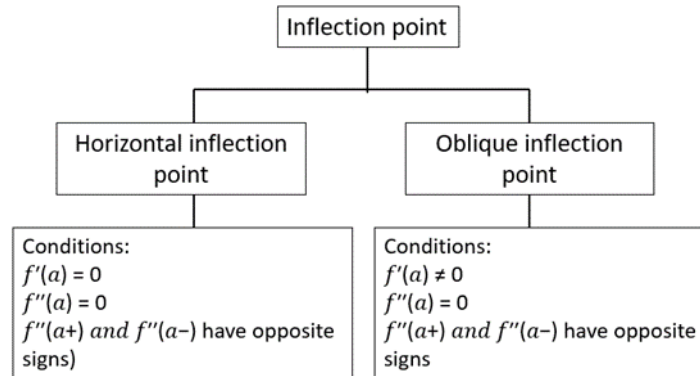 Inflection point
Horizontal inflection
point
Oblique inflection
point
Conditions:
f′(a) = 0
f′′(a) = 0
f′′(a+) and f′′(a−) have opposite
signs)
Conditions:
f′(a) ≠ 0
f′′(a) = 0
f′′(a+) and f′′(a−) have opposite
signs